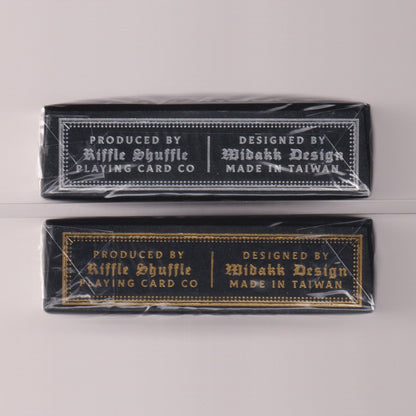 PRODUCED BY
Riffle Shuffle
PLAYING CARD CO
DESIGNED BY
Widakk Design
MADE IN TAIWAN
PRODUCED BY
Riffle Shuffle
PLAYING CARD CO
DESIGNED BY
Widakk Design
MADE IN TAIWAN